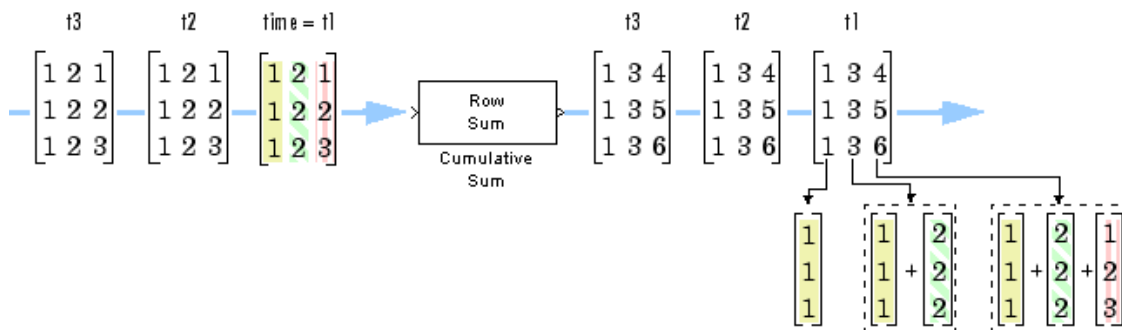 t3 t2 time = t1 t3 t2 t1
1 2 1 1 2 1 1 2 1 1 3 4 1 3 4 1 3 4
1 2 2 1 2 2 1 2 2 Row 1 3 5 1 3 5 1 3 5
Sum
1 2 3 1 2 3 1 2 3 1 3 6 1 3 6 1 3 6
Cumulative
Sum
1 1 2 1 2 1
1 1 + 2 1 + 2 + 2
1 1 2 1 2 3